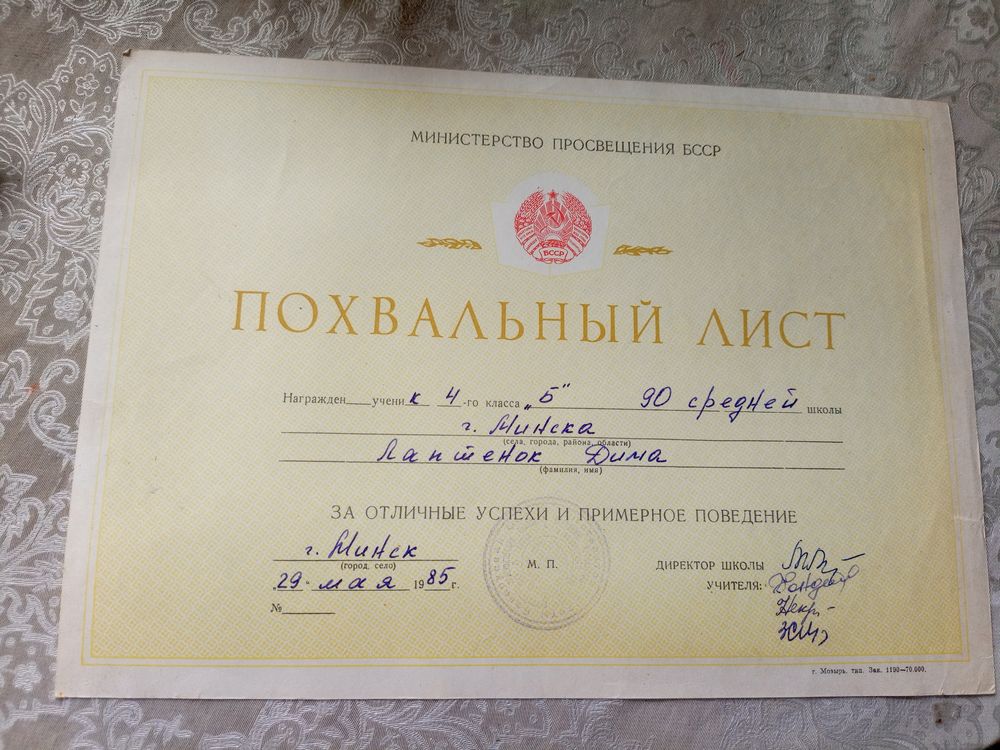 МИНИСТЕРСТВО ПРОСВЕЩЕНИЯ БССР
БССР
ПОХВАЛЬНЫЙ ЛИСТ
Награжден учени к 4 -го класса „Б" 90 средней школы
г. Минска
(села, города, района, области)
Лаптенок Дима
(фамилия, имя)
ЗА ОТЛИЧНЫЕ УСПЕХИ И ПРИМЕРНОЕ ПОВЕДЕНИЕ
г. Минск
(город, село)
„29" мая 1985 г.
М. П.
ДИРЕКТОР ШКОЛЫ
УЧИТЕЛЯ:
№
г. Мозырь, тип. Зак. 1190—70.000.